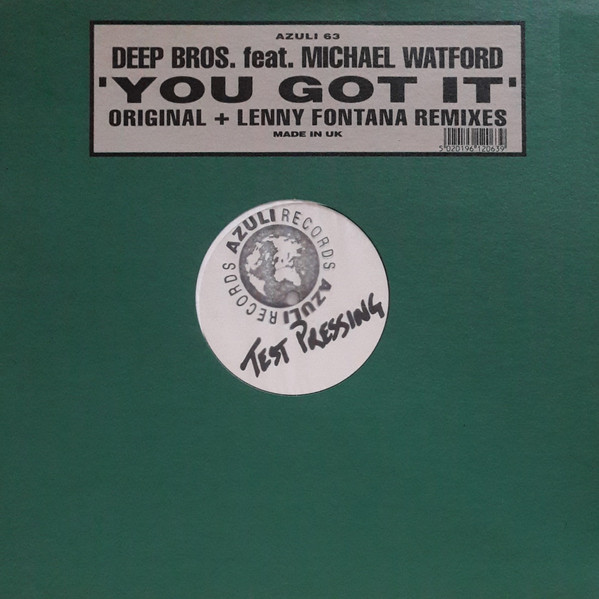 AZULI 63
DEEP BROS. feat. MICHAEL WATFORD
'YOU GOT IT'
ORIGINAL + LENNY FONTANA REMIXES
MADE IN UK
5 020196 120639
AZULI RECORDS AZULI RECORDS
TEST PRESSING